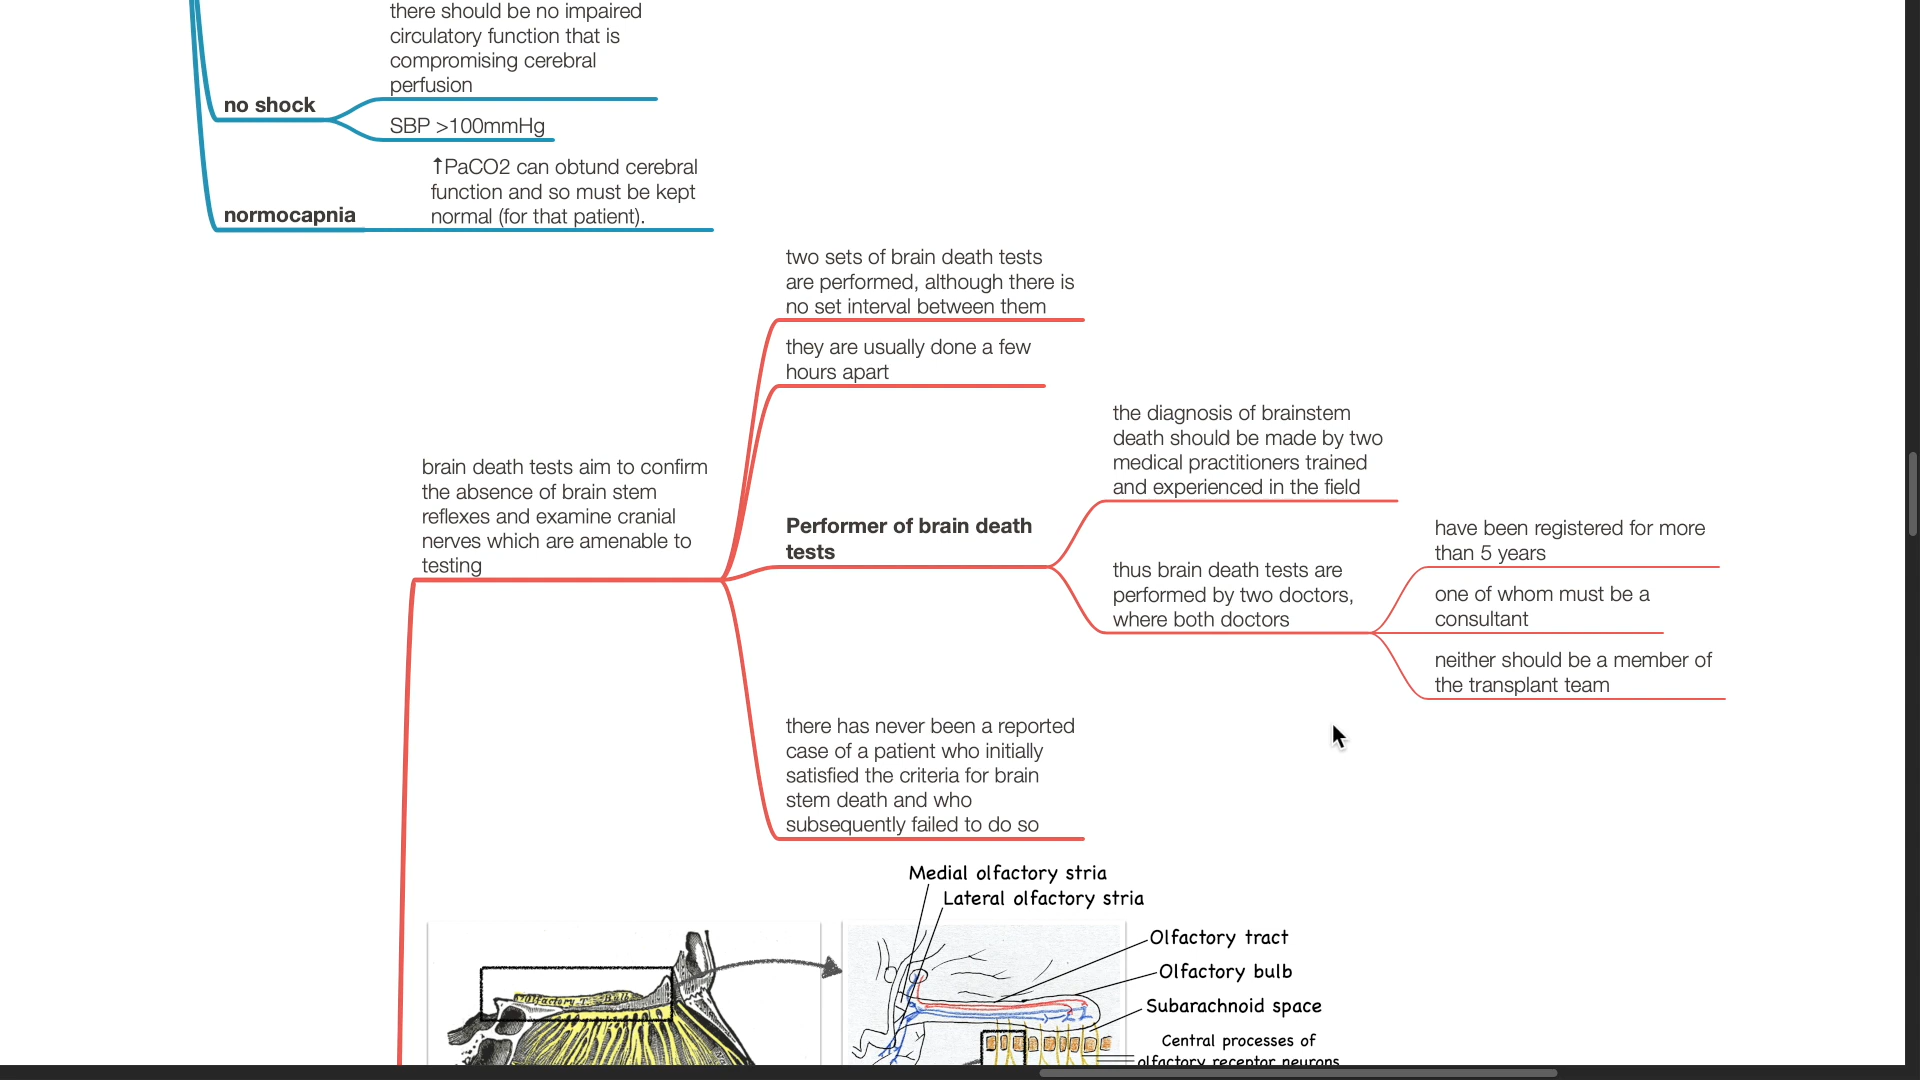 there should be no impaired
circulatory function that is
compromising cerebral
perfusion
no shock
SBP >100mmHg
↑PaCO2 can obtund cerebral
function and so must be kept
normal (for that patient).
normocapnia
two sets of brain death tests
are performed, although there is
no set interval between them
they are usually done a few
hours apart
brain death tests aim to confirm
the absence of brain stem
reflexes and examine cranial
nerves which are amenable to
testing
Performer of brain death
tests
the diagnosis of brainstem
death should be made by two
medical practitioners trained
and experienced in the field
thus brain death tests are
performed by two doctors,
where both doctors
have been registered for more
than 5 years
one of whom must be a
consultant
neither should be a member of
the transplant team
there has never been a reported
case of a patient who initially
satisfied the criteria for brain
stem death and who
subsequently failed to do so
Medial olfactory stria
Lateral olfactory stria
Olfactory tract
Olfactory bulb
Subarachnoid space
Central processes of
olfactory receptor neurons
Olfactory T. Bulb